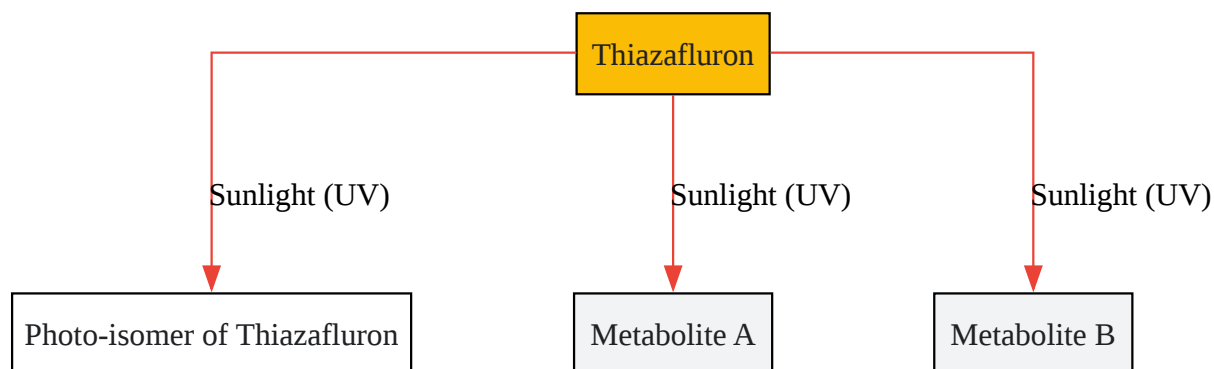 Thiazafluron
Sunlight (UV)
Sunlight (UV)
Sunlight (UV)
Photo-isomer of Thiazafluron
Metabolite A
Metabolite B